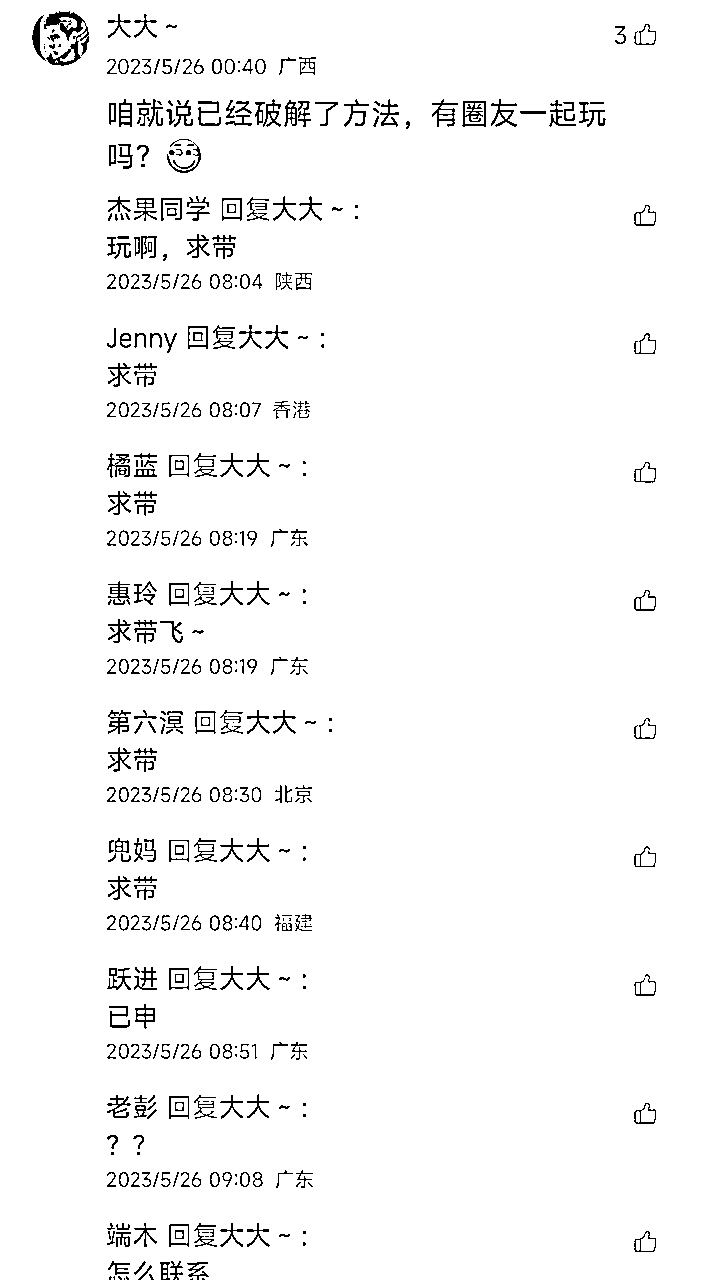 大大~
3
2023/5/26 00:40 广西
咱就说已经破解了方法，有圈友一起玩
吗？
杰果同学 回复大大~：
玩啊，求带
2023/5/26 08:04 陕西
Jenny 回复大大~：
求带
2023/5/26 08:07 香港
橘蓝 回复大大~：
求带
2023/5/26 08:19 广东
惠玲 回复大大~：
求带飞~
2023/5/26 08:19 广东
第六溟 回复大大~：
求带
2023/5/26 08:30 北京
兜妈 回复大大~：
求带
2023/5/26 08:40 福建
跃进 回复大大~：
已申
2023/5/26 08:51 广东
老彭 回复大大~：
？？
2023/5/26 09:08 广东
端木 回复大大~：
怎么联系